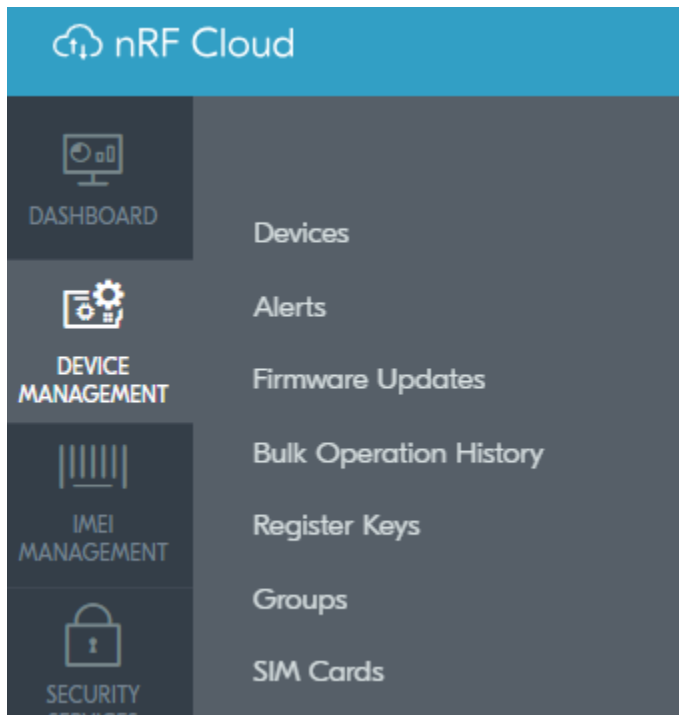 nRF Cloud
DASHBOARD
DEVICE
MANAGEMENT
IMEI
MANAGEMENT
SECURITY
Devices
Alerts
Firmware Updates
Bulk Operation History
Register Keys
Groups
SIM Cards